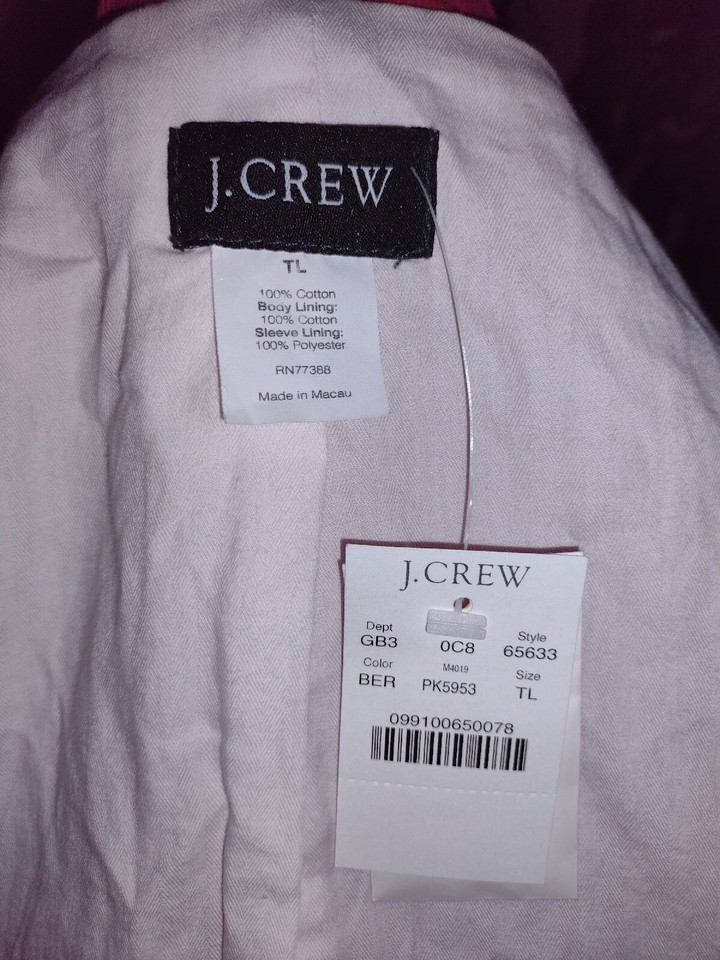 J.CREW
TL
100% Cotton
Body Lining:
100% Cotton
Sleeve Lining:
100% Polyester
RN77388
Made in Macau
J.CREW
Dept Style
GB3 0C8 65633
Color M4019 Size
BER PK5953 TL
099100650078